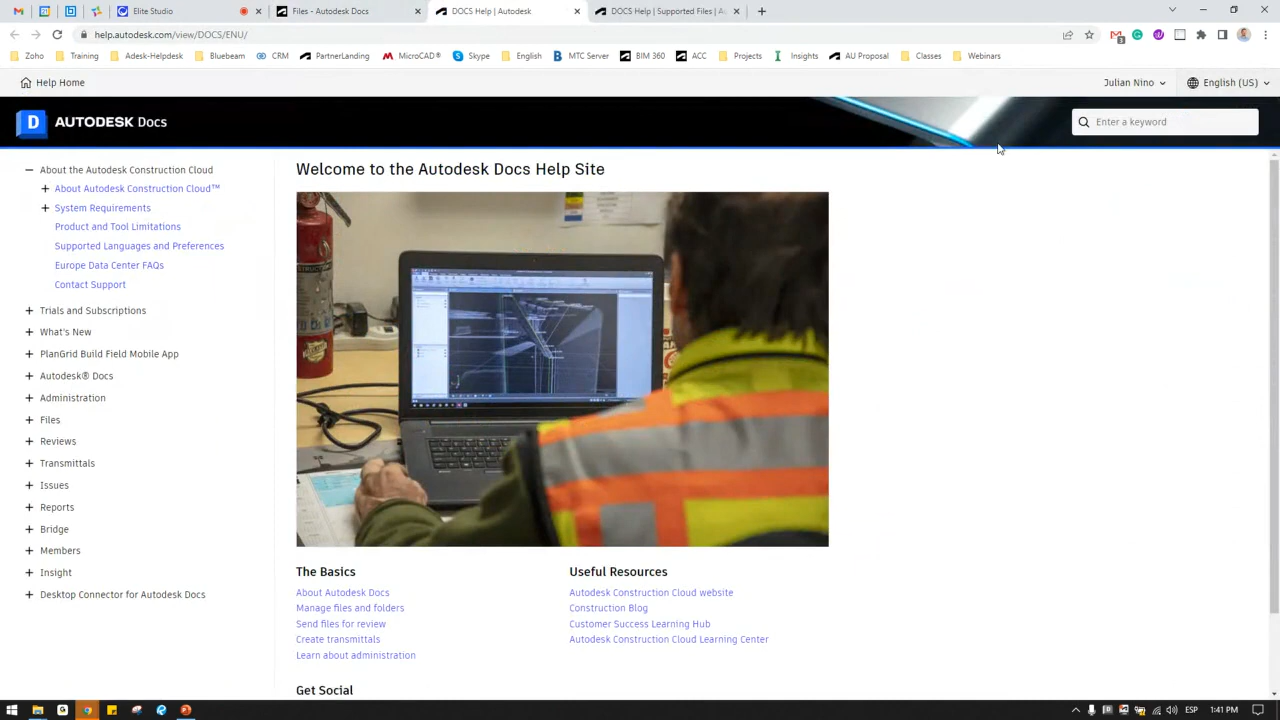 Elite Studio
Files - Autodesk Docs
DOCS Help | Autodesk
DOCS Help | Supported Files | Au
help.autodesk.com/view/DOCS/ENU/
Zoho
Training
Adesk-Helpdesk
Bluebeam
CRM
PartnerLanding
MicroCAD®
Skype
English
MTC Server
BIM 360
ACC
Projects
Insights
AU Proposal
Classes
Webinars
Help Home
Julian Nino
English (US)
D AUTODESK Docs
Enter a keyword
About the Autodesk Construction Cloud
About Autodesk Construction Cloud™
System Requirements
Product and Tool Limitations
Supported Languages and Preferences
Europe Data Center FAQs
Contact Support
Trials and Subscriptions
What's New
PlanGrid Build Field Mobile App
Autodesk® Docs
Administration
Files
Reviews
Transmittals
Issues
Reports
Bridge
Members
Insight
Desktop Connector for Autodesk Docs
Welcome to the Autodesk Docs Help Site
The Basics
About Autodesk Docs
Manage files and folders
Send files for review
Create transmittals
Learn about administration
Useful Resources
Autodesk Construction Cloud website
Construction Blog
Customer Success Learning Hub
Autodesk Construction Cloud Learning Center
Get Social
ESP
1:41 PM